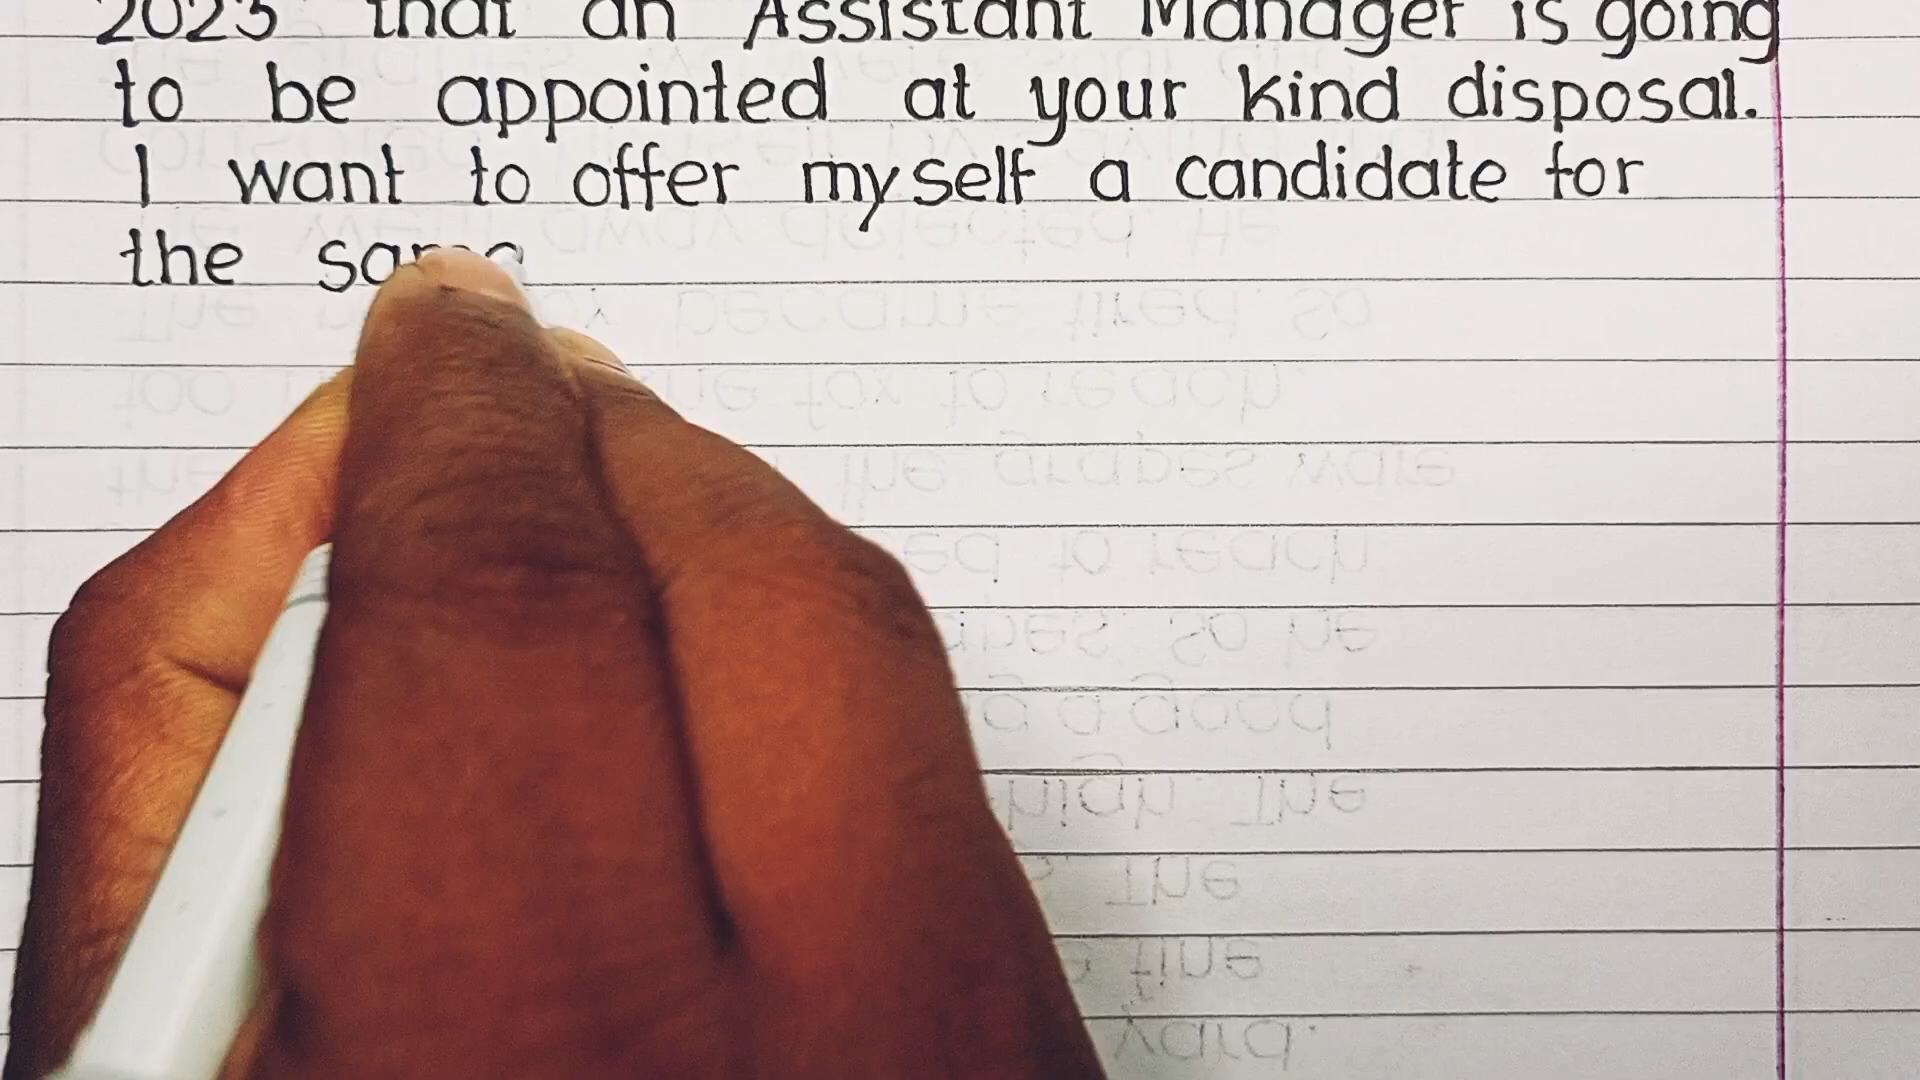 2023 that an Assistant Manager is going
to be appointed at your kind disposal.
I want to offer myself a candidate for
the same